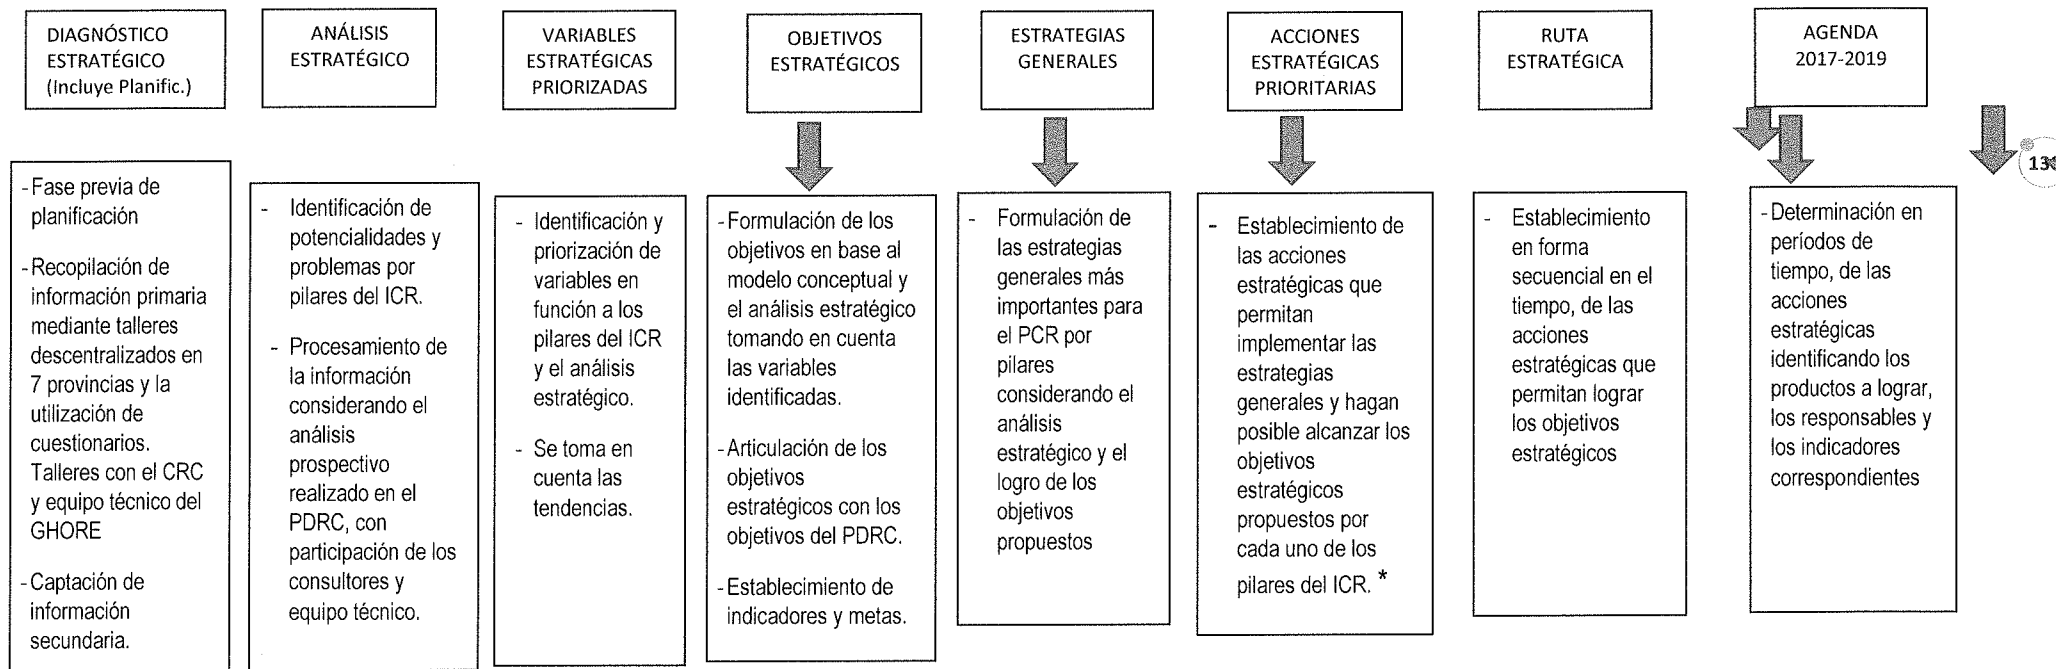 DIAGNÓSTICO
ESTRATÉGICO
(Incluye Planific.)
ANÁLISIS
ESTRATÉGICO
VARIABLES
ESTRATÉGICAS
PRIORIZADAS
OBJETIVOS
ESTRATÉGICOS
ESTRATEGIAS
GENERALES
ACCIONES
ESTRATÉGICAS
PRIORITARIAS
RUTA
ESTRATÉGICA
AGENDA
2017-2019
- Fase previa de
planificación
- Recopilación de
información primaria
mediante talleres
descentralizados en
7 provincias y la
utilización de
cuestionarios.
Talleres con el CRC
y equipo técnico del
GHORE
- Captación de
información
secundaria.
- Identificación de
potencialidades y
problemas por
pilares del ICR.
- Procesamiento de
la información
considerando el
análisis
prospectivo
realizado en el
PDRC, con
participación de los
consultores y
equipo técnico.
- Identificación y
priorización de
variables en
función a los
pilares del ICR
y el análisis
estratégico.
- Se toma en
cuenta las
tendencias.
- Formulación de los
objetivos en base al
modelo conceptual y
el análisis estratégico
tomando en cuenta
las variables
identificadas.
- Articulación de los
objetivos
estratégicos con los
objetivos del PDRC.
- Establecimiento de
indicadores y metas.
- Formulación de
las estrategias
generales más
importantes para
el PCR por
pilares
considerando el
análisis
estratégico y el
logro de los
objetivos
propuestos
- Establecimiento de
las acciones
estratégicas que
permitan
implementar las
estrategias
generales y hagan
posible alcanzar los
objetivos
estratégicos
propuestos por
cada uno de los
pilares del ICR. *
- Establecimiento
en forma
secuencial en el
tiempo, de las
acciones
estratégicas que
permitan lograr
los objetivos
estratégicos
- Determinación en
períodos de
tiempo, de las
acciones
estratégicas
identificando los
productos a lograr,
los responsables y
los indicadores
correspondientes